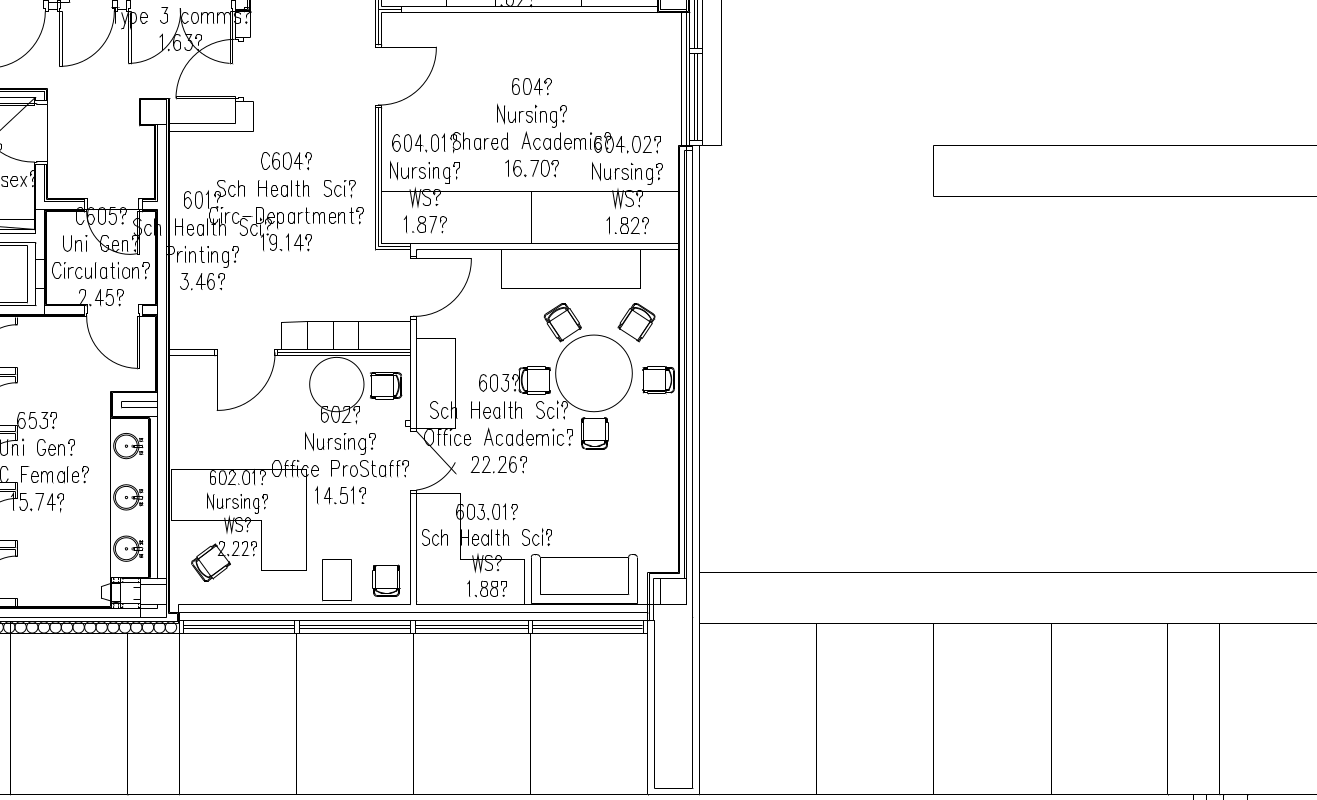 1.67?
Type 3 comms?
1.63?
604?
Nursing?
Shared Academic?
16.70?
604.01?
Nursing?
WS?
1.87?
604.02?
Nursing?
WS?
1.82?
C604?
Sch Health Sci?
Circ-Department?
19.14?
601?
Sch Health Sci?
Printing?
3.46?
sex?
C605?
Uni Gen?
Circulation?
2.45?
603?
Sch Health Sci?
Office Academic?
22.26?
602?
Nursing?
Office ProStaff?
14.51?
653?
Uni Gen?
C Female?
15.74?
602.01?
Nursing?
WS?
2.22?
603.01?
Sch Health Sci?
WS?
1.88?